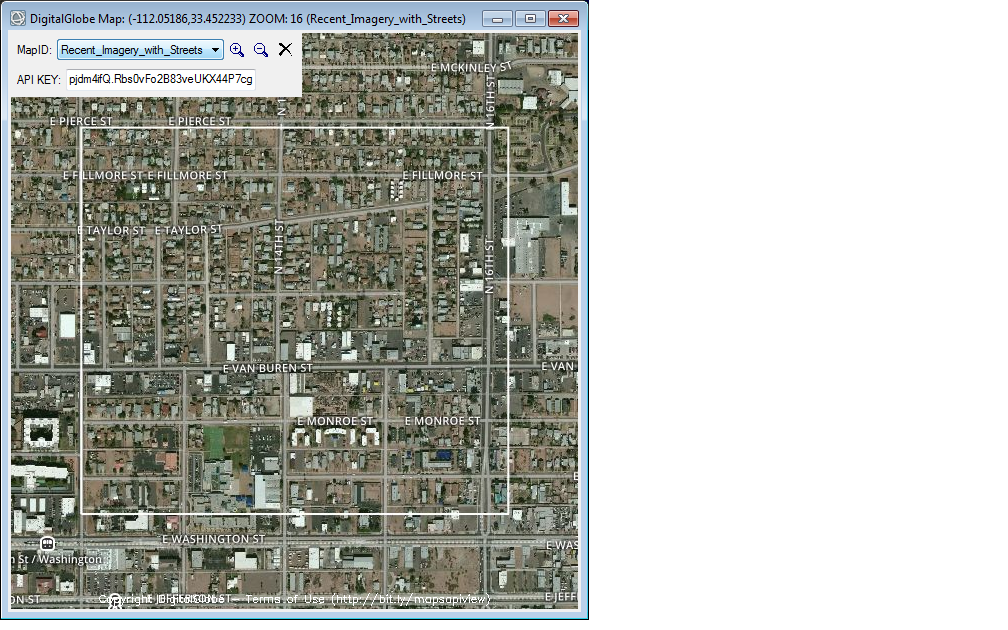 DigitalGlobe Map: (-112.05186,33.452233) ZOOM: 16 (Recent_Imagery_with_Streets)
MapID: Recent_Imagery_with_Streets
API KEY: pjdm4ifQ.Rbs0vFo2B83veUKX44P7cg
E MCKINLEY ST
N 16TH ST
E PIERCE ST E PIERCE ST
E FILLMORE ST E FILLMORE ST E FILLMORE ST
E TAYLOR ST E TAYLOR ST
N 14TH ST
N 16TH ST
E VAN BUREN ST E VAN
E MONROE ST E MONROE ST
E WASHINGTON ST E WAS
h St / Washington
ON ST E JEFF
Copyright DigitalGlobe Terms of Use (http://bit.ly/mapsapiview)